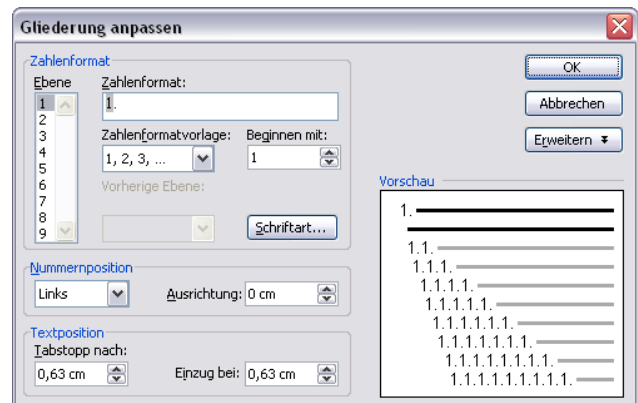 Gliederung anpassen
Zahlenformat
Ebene
1
2
3
4
5
6
7
8
9
Zahlenformat:
1.
Zahlenformatvorlage:
1, 2, 3, ...
Beginnen mit:
1
Vorherige Ebene:
Schriftart...
Nummernposition
Links
Ausrichtung: 0 cm
Textposition
Tabstopp nach:
0,63 cm
Einzug bei: 0,63 cm
OK
Abbrechen
Erweitern
Vorschau
1.
1.1.
1.1.1.
1.1.1.1.
1.1.1.1.1.
1.1.1.1.1.1.
1.1.1.1.1.1.1.
1.1.1.1.1.1.1.1.
1.1.1.1.1.1.1.1.1.